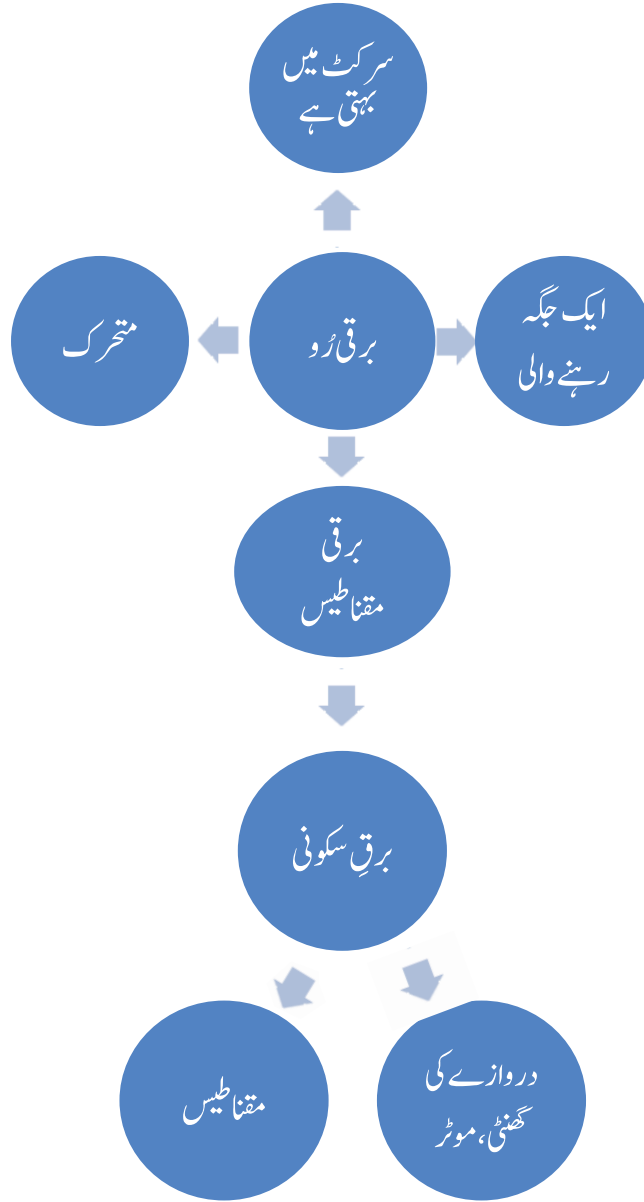 سرکٹ میں
بہتی ہے
ایک جگہ
رہنے والی
برقی رُو
متحرک
برقی
مقناطیس
برقِ سکونی
دروازے کی
گھنٹی، موٹر
مقناطیس